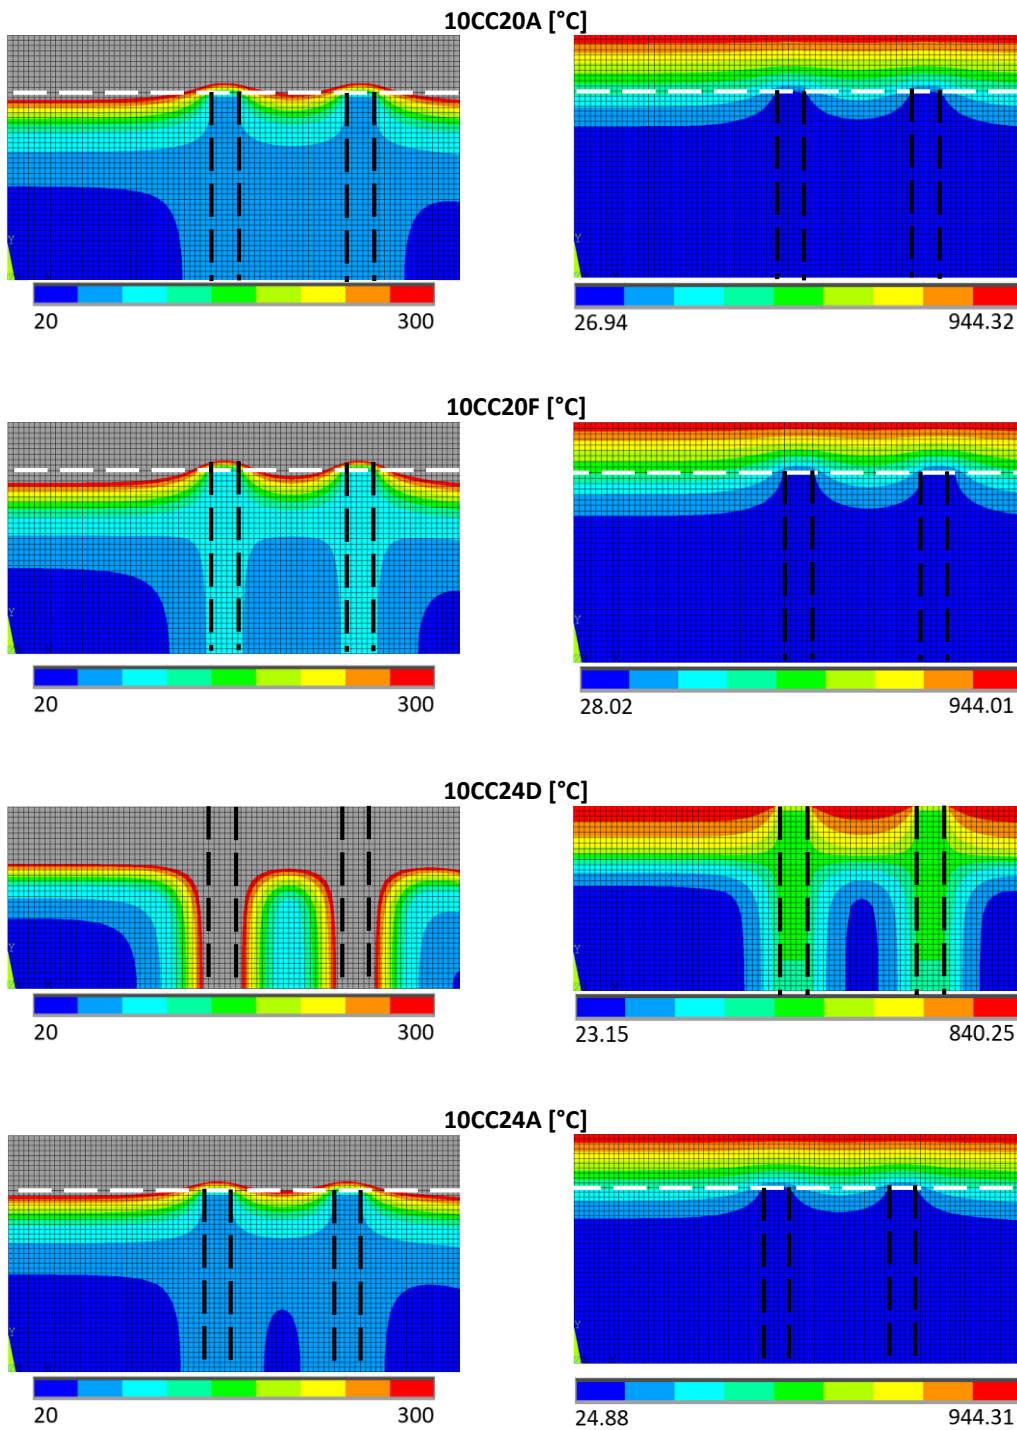 10CC20A [°C]
Y
Y
20 300
26.94 944.32
10CC20F [°C]
Y
Y
20 300
28.02 944.01
10CC24D [°C]
Y
Y
20 300
23.15 840.25
10CC24A [°C]
Y
Y
20 300
24.88 944.31